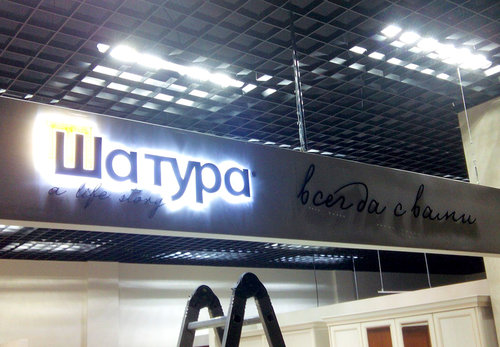 Шатура®
a life story
всегда с вами